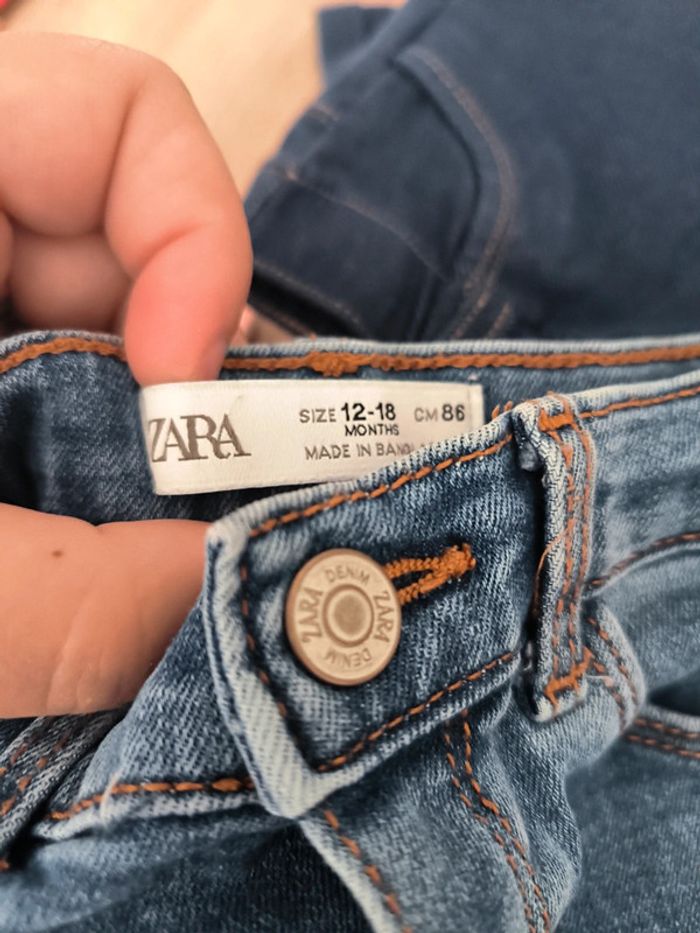 ZARA
SIZE 12-18 CM 86
MONTHS
MADE IN
DENIM
ZARA
DENIM
ZARA